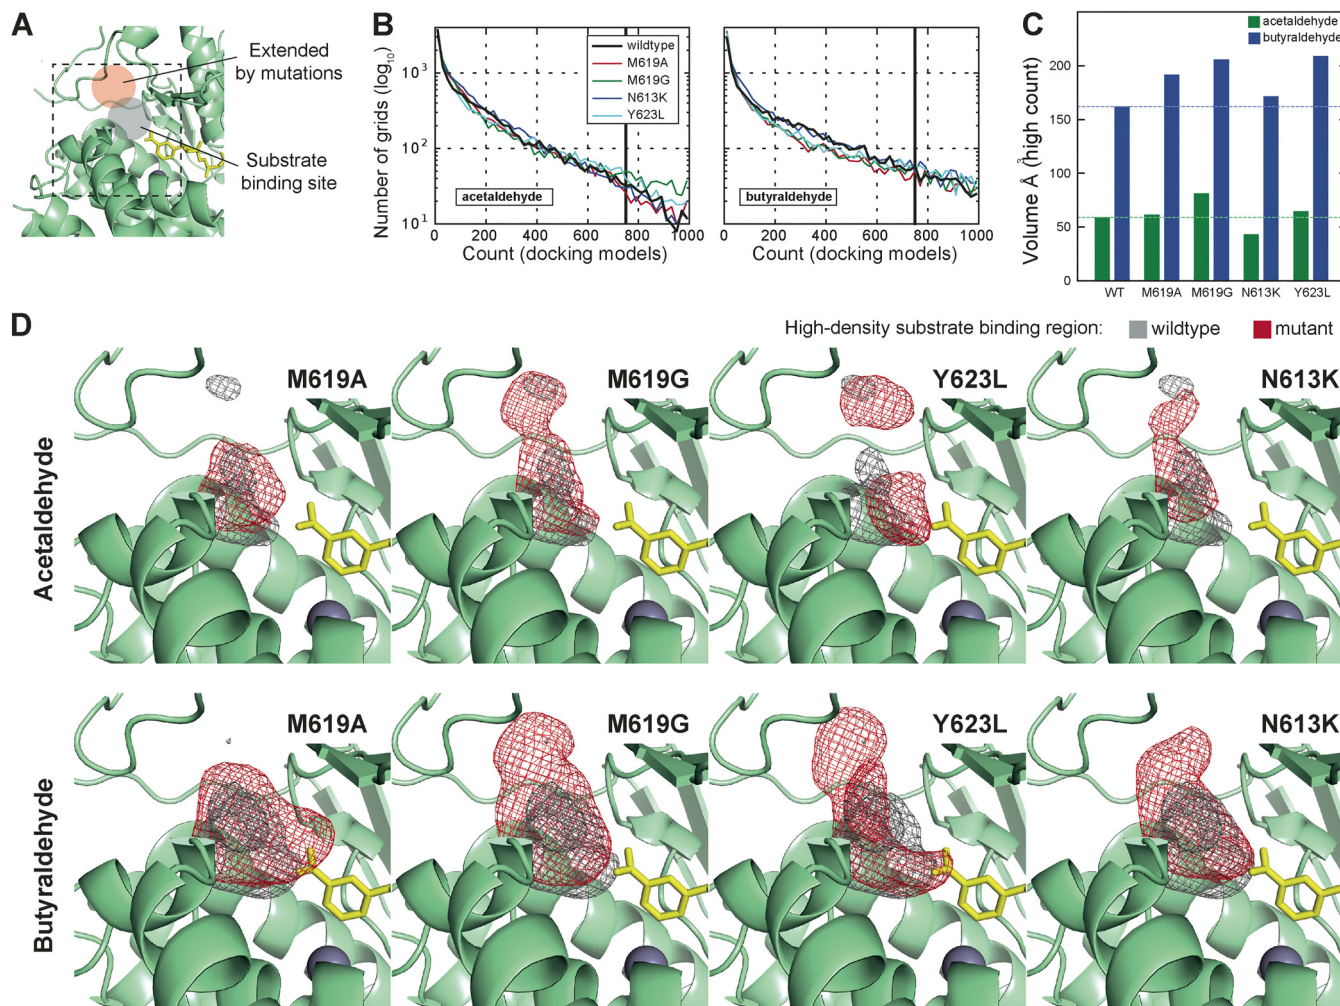 A
Extended
by mutations
Substrate
binding site
B
Number of grids (log10)
10³
10²
10¹
wildtype
M619A
M619G
N613K
Y623L
acetaldehyde
0 200 400 600 800 1000
Count (docking models)
butyraldehyde
0 200 400 600 800 1000
Count (docking models)
C
acetaldehyde
butyraldehyde
Volume Å (high count)
200
150
100
50
0
WT M619A M619G N613K Y623L
D
High-density substrate binding region: wildtype mutant
Acetaldehyde
M619A M619G Y623L N613K
Butyraldehyde
M619A M619G Y623L N613K